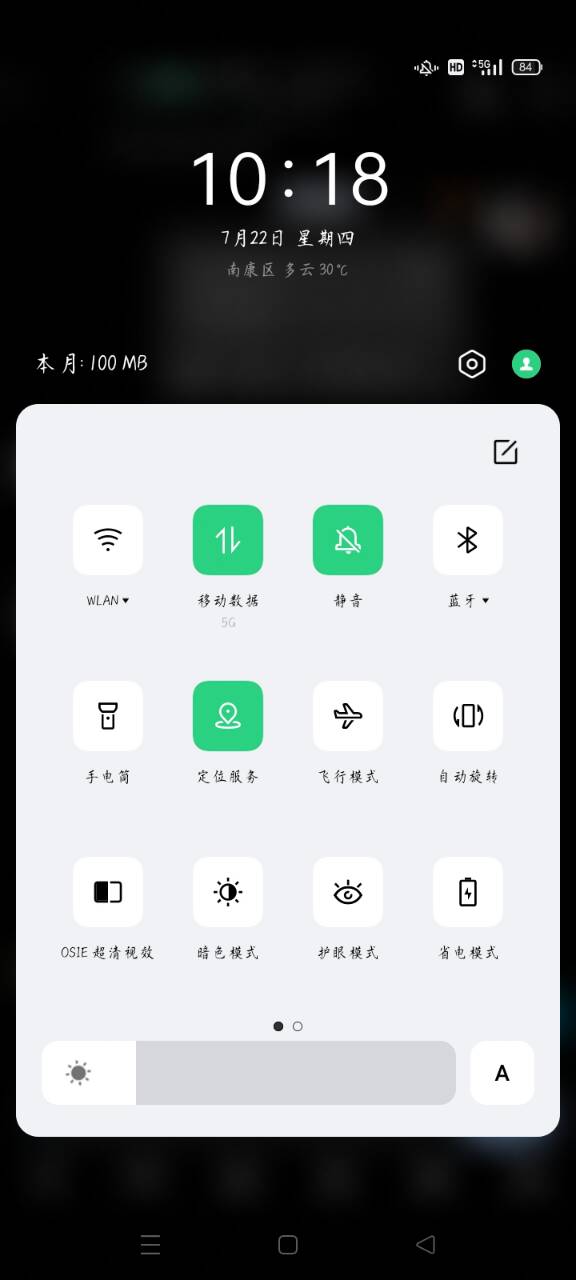 HD 5G 84
10:18
7月22日 星期四
南康区 多云 30℃
本月: 100 MB
WLAN 移动数据 静音 蓝牙
5G
手电筒 定位服务 飞行模式 自动旋转
OSIE 超清视效 暗色模式 护眼模式 省电模式
A